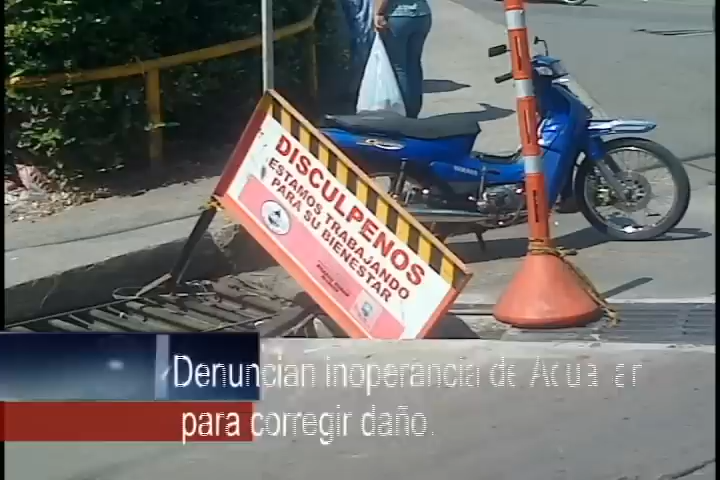 DISCULPENOS
ESTAMOS TRABAJANDO
PARA SU BIENESTAR
Denuncian inoperancia de
para corregir daño.